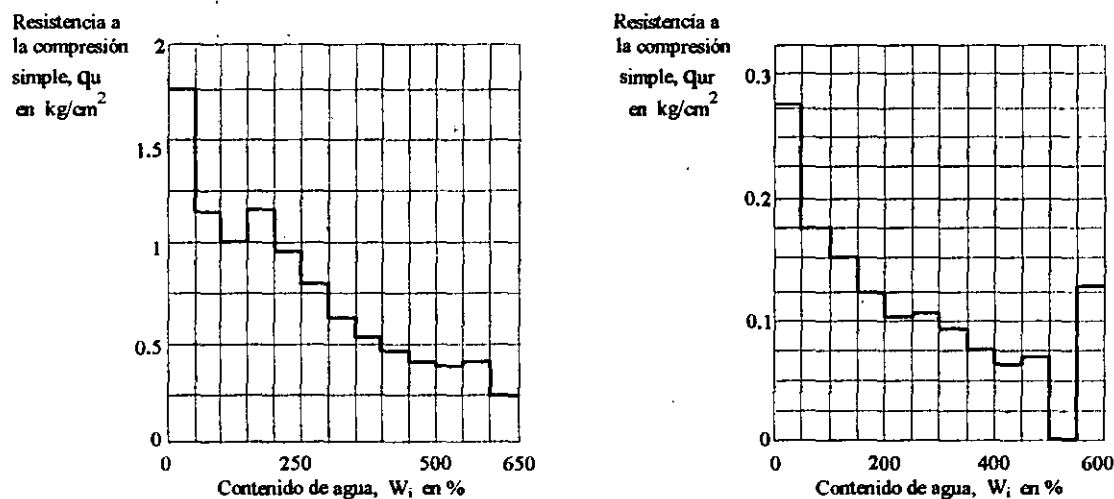 Resistencia a
la compresión
simple, qu
en kg/cm²
2
1.5
1
0.5
0
0 250 500 650
Contenido de agua, Wi en %
Resistencia a
la compresión
simple, qur
en kg/cm²
0.3
0.2
0.1
0
0 200 400 600
Contenido de agua, Wi en %